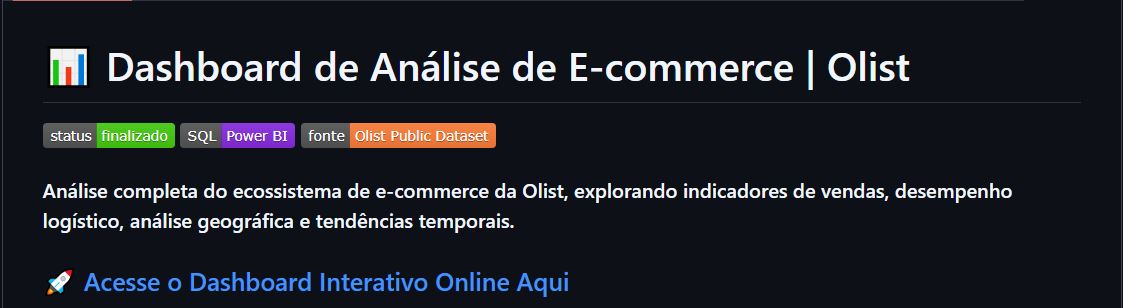 Dashboard de Análise de E-commerce | Olist
status finalizado SQL Power BI fonte Olist Public Dataset
Análise completa do ecossistema de e-commerce da Olist, explorando indicadores de vendas, desempenho
logístico, análise geográfica e tendências temporais.
Acesse o Dashboard Interativo Online Aqui